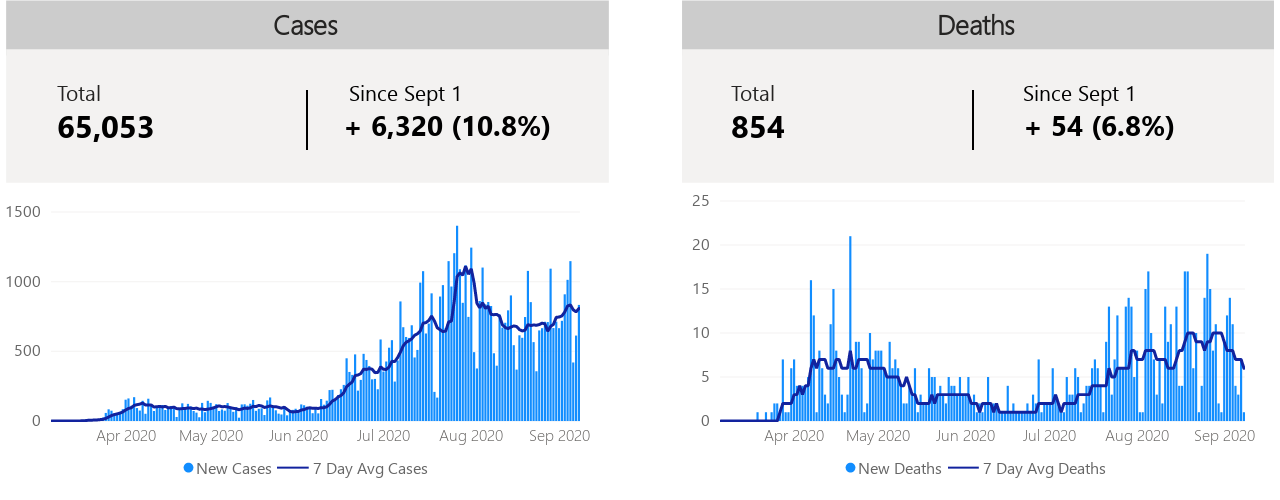 Cases
Total
65,053
Since Sept 1
+ 6,320 (10.8%)
1500
1000
500
0
Apr 2020 May 2020 Jun 2020 Jul 2020 Aug 2020 Sep 2020
New Cases 7 Day Avg Cases
Deaths
Total
854
Since Sept 1
+ 54 (6.8%)
25
20
15
10
5
0
Apr 2020 May 2020 Jun 2020 Jul 2020 Aug 2020 Sep 2020
New Deaths 7 Day Avg Deaths